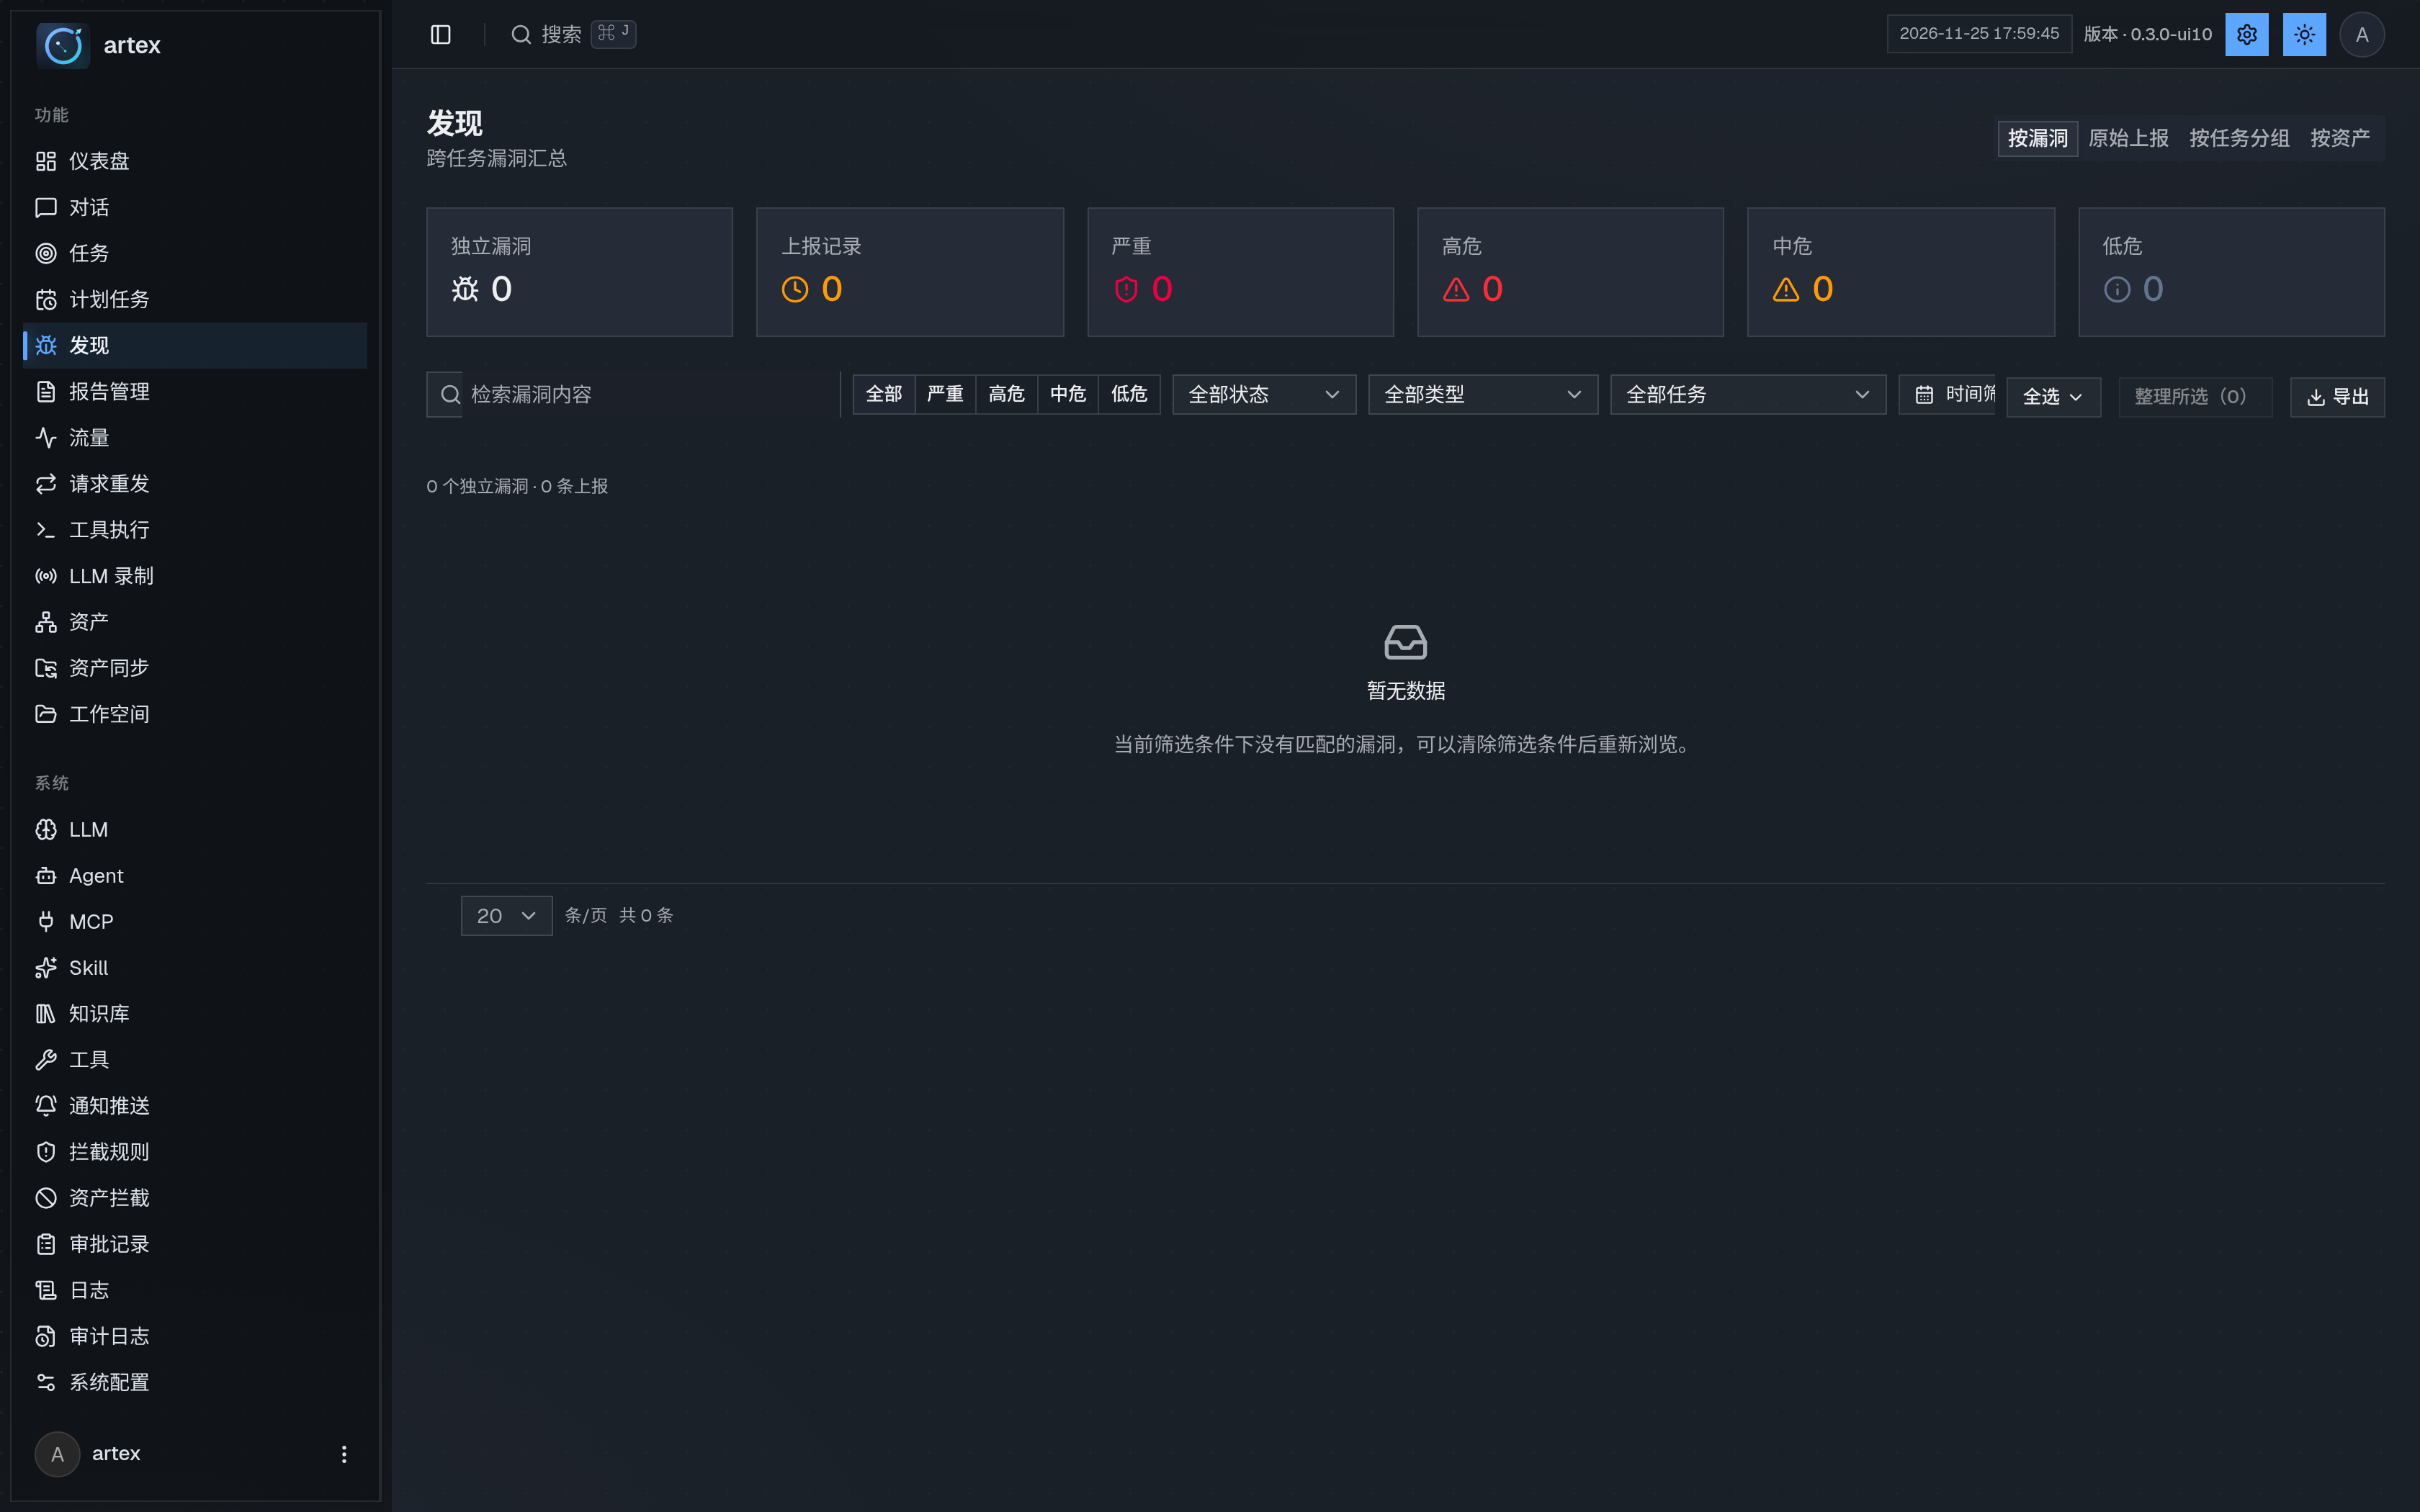 artex
功能
仪表盘
对话
任务
计划任务
发现
报告管理
流量
请求重发
工具执行
LLM 录制
资产
资产同步
工作空间
系统
LLM
Agent
MCP
Skill
知识库
工具
通知推送
拦截规则
资产拦截
审批记录
日志
审计日志
系统配置
A artex
搜索 ⌘ J
2026-11-25 17:59:45 版本 · 0.3.0-ui10 A
发现
跨任务漏洞汇总
按漏洞 原始上报 按任务分组 按资产
独立漏洞 上报记录 严重 高危 中危 低危
0 0 0 0 0 0
检索漏洞内容 全部 严重 高危 中危 低危 全部状态 全部类型 全部任务 时间筛 全选 整理所选（0） 导出
0 个独立漏洞 · 0 条上报
暂无数据
当前筛选条件下没有匹配的漏洞，可以清除筛选条件后重新浏览。
20 条/页 共 0 条